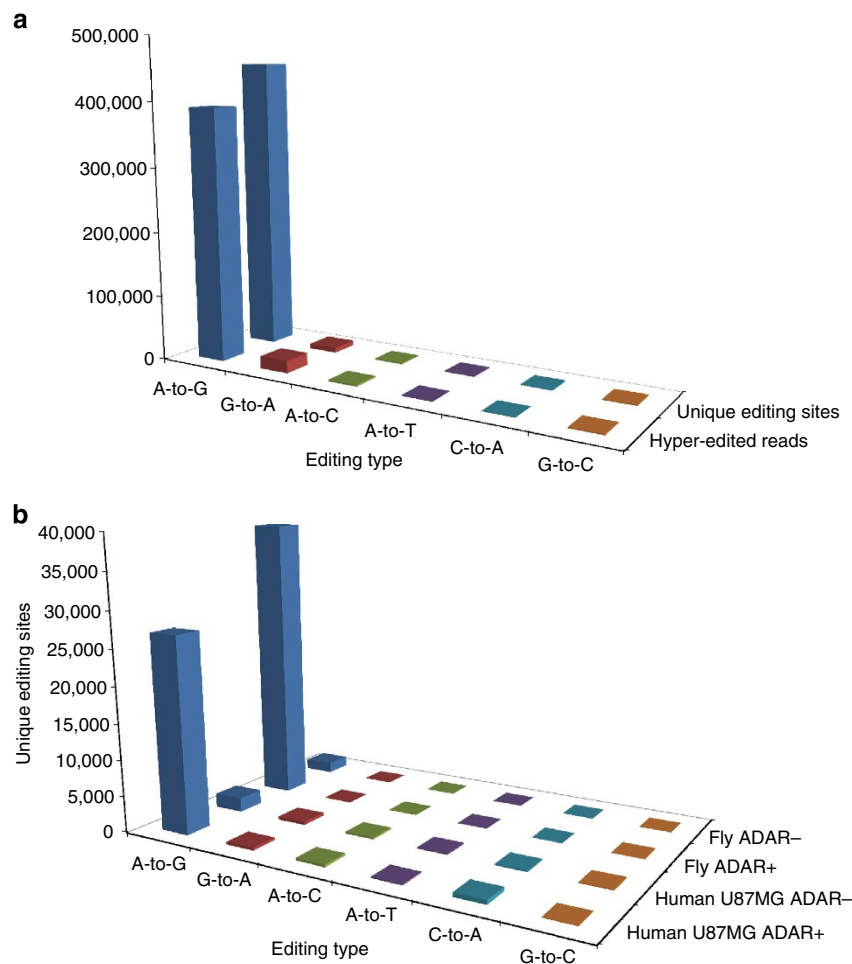 a
500,000
400,000
300,000
200,000
100,000
0
A-to-G
G-to-A
A-to-C
A-to-T
C-to-A
G-to-C
Unique editing sites
Hyper-edited reads
Editing type
b
Unique editing sites
40,000
35,000
30,000
25,000
20,000
15,000
10,000
5,000
0
A-to-G
G-to-A
A-to-C
A-to-T
C-to-A
G-to-C
Fly ADAR–
Fly ADAR+
Human U87MG ADAR–
Human U87MG ADAR+
Editing type